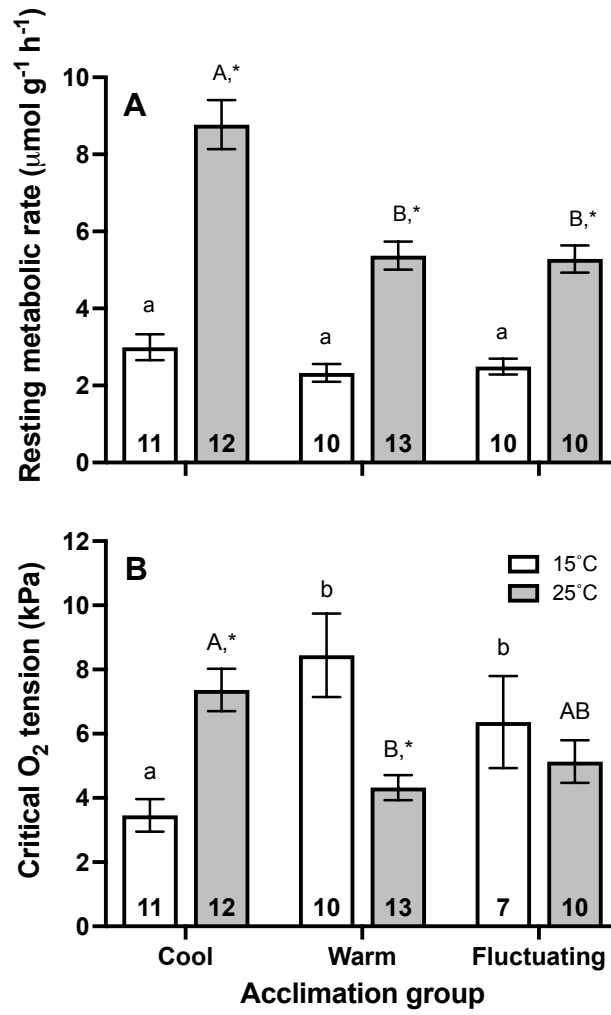 Resting metabolic rate (μmol g⁻¹ h⁻¹)
10
8
6
4
2
0
A
a
A,*
a
B,*
a
B,*
11
12
10
13
10
10
Critical O₂ tension (kPa)
12
10
8
6
4
2
0
B
15˚C
25˚C
a
A,*
b
B,*
b
AB
11
12
10
13
7
10
Cool
Warm
Fluctuating
Acclimation group